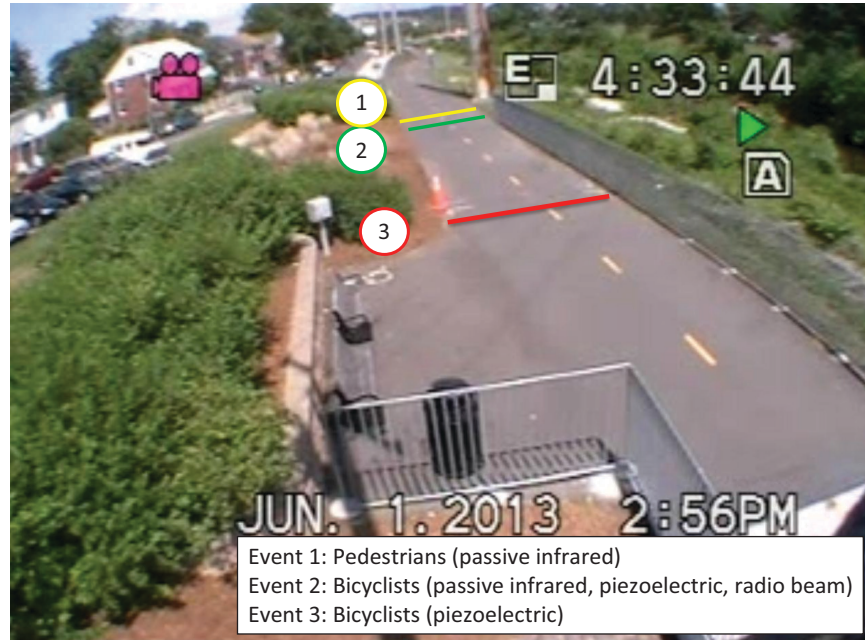 E 4:33:44
1
A
2
3
JUN. 1.2013 2:56PM
Event 1: Pedestrians (passive infrared)
Event 2: Bicyclists (passive infrared, piezoelectric, radio beam)
Event 3: Bicyclists (piezoelectric)